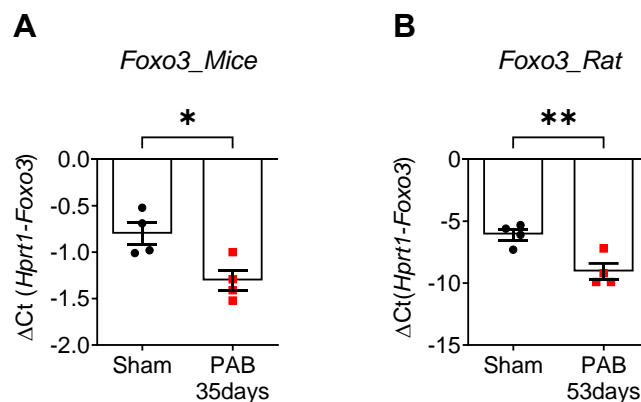 A
Foxo3_Mice
*
ΔCt (Hprt1-Foxo3)
0.0
-0.5
-1.0
-1.5
-2.0
Sham
PAB
35days
B
Foxo3_Rat
**
ΔCt(Hprt1-Foxo3)
0
-5
-10
-15
Sham
PAB
53days